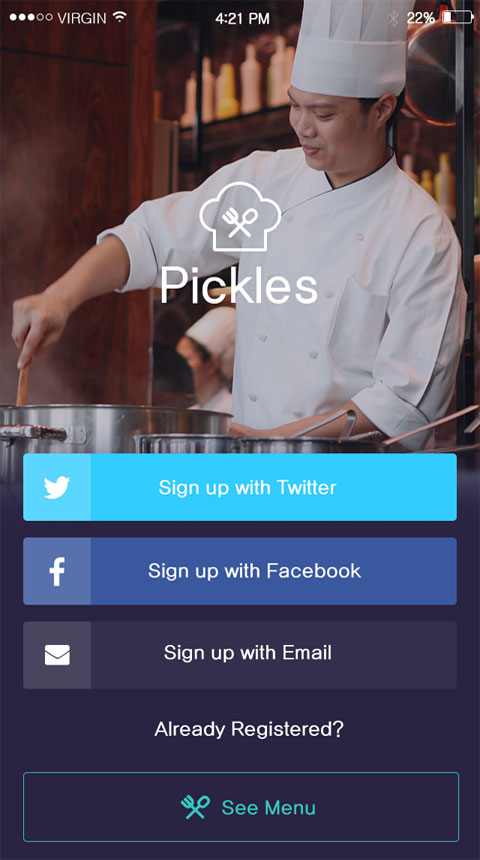 VIRGIN 4:21 PM 22%
Pickles
Sign up with Twitter
Sign up with Facebook
Sign up with Email
Already Registered?
See Menu